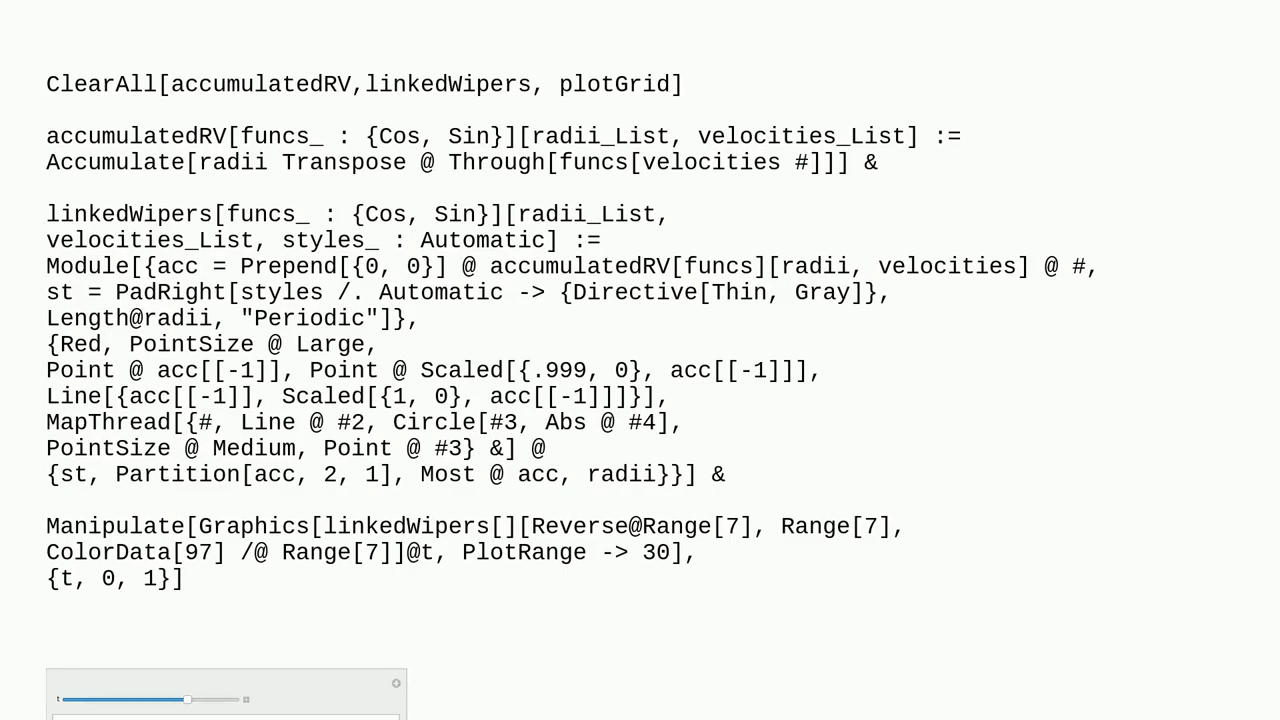 ClearAll[accumulatedRV,linkedWipers, plotGrid]
accumulatedRV[funcs_ : {Cos, Sin}][radii_List, velocities_List] :=
Accumulate[radii Transpose @ Through[funcs[velocities #]]] &
linkedWipers[funcs_ : {Cos, Sin}][radii_List,
velocities_List, styles_ : Automatic] :=
Module[{acc = Prepend[{0, 0}] @ accumulatedRV[funcs][radii, velocities] @ #,
st = PadRight[styles /. Automatic -> {Directive[Thin, Gray]},
Length@radii, "Periodic"]},
{Red, PointSize @ Large,
Point @ acc[[-1]], Point @ Scaled[{.999, 0}, acc[[-1]]],
Line[{acc[[-1]], Scaled[{1, 0}, acc[[-1]]]}],
MapThread[{#, Line @ #2, Circle[#3, Abs @ #4],
PointSize @ Medium, Point @ #3} &] @
{st, Partition[acc, 2, 1], Most @ acc, radii}}] &
Manipulate[Graphics[linkedWipers[][Reverse@Range[7], Range[7],
ColorData[97] /@ Range[7]]@t, PlotRange -> 30],
{t, 0, 1}]
t